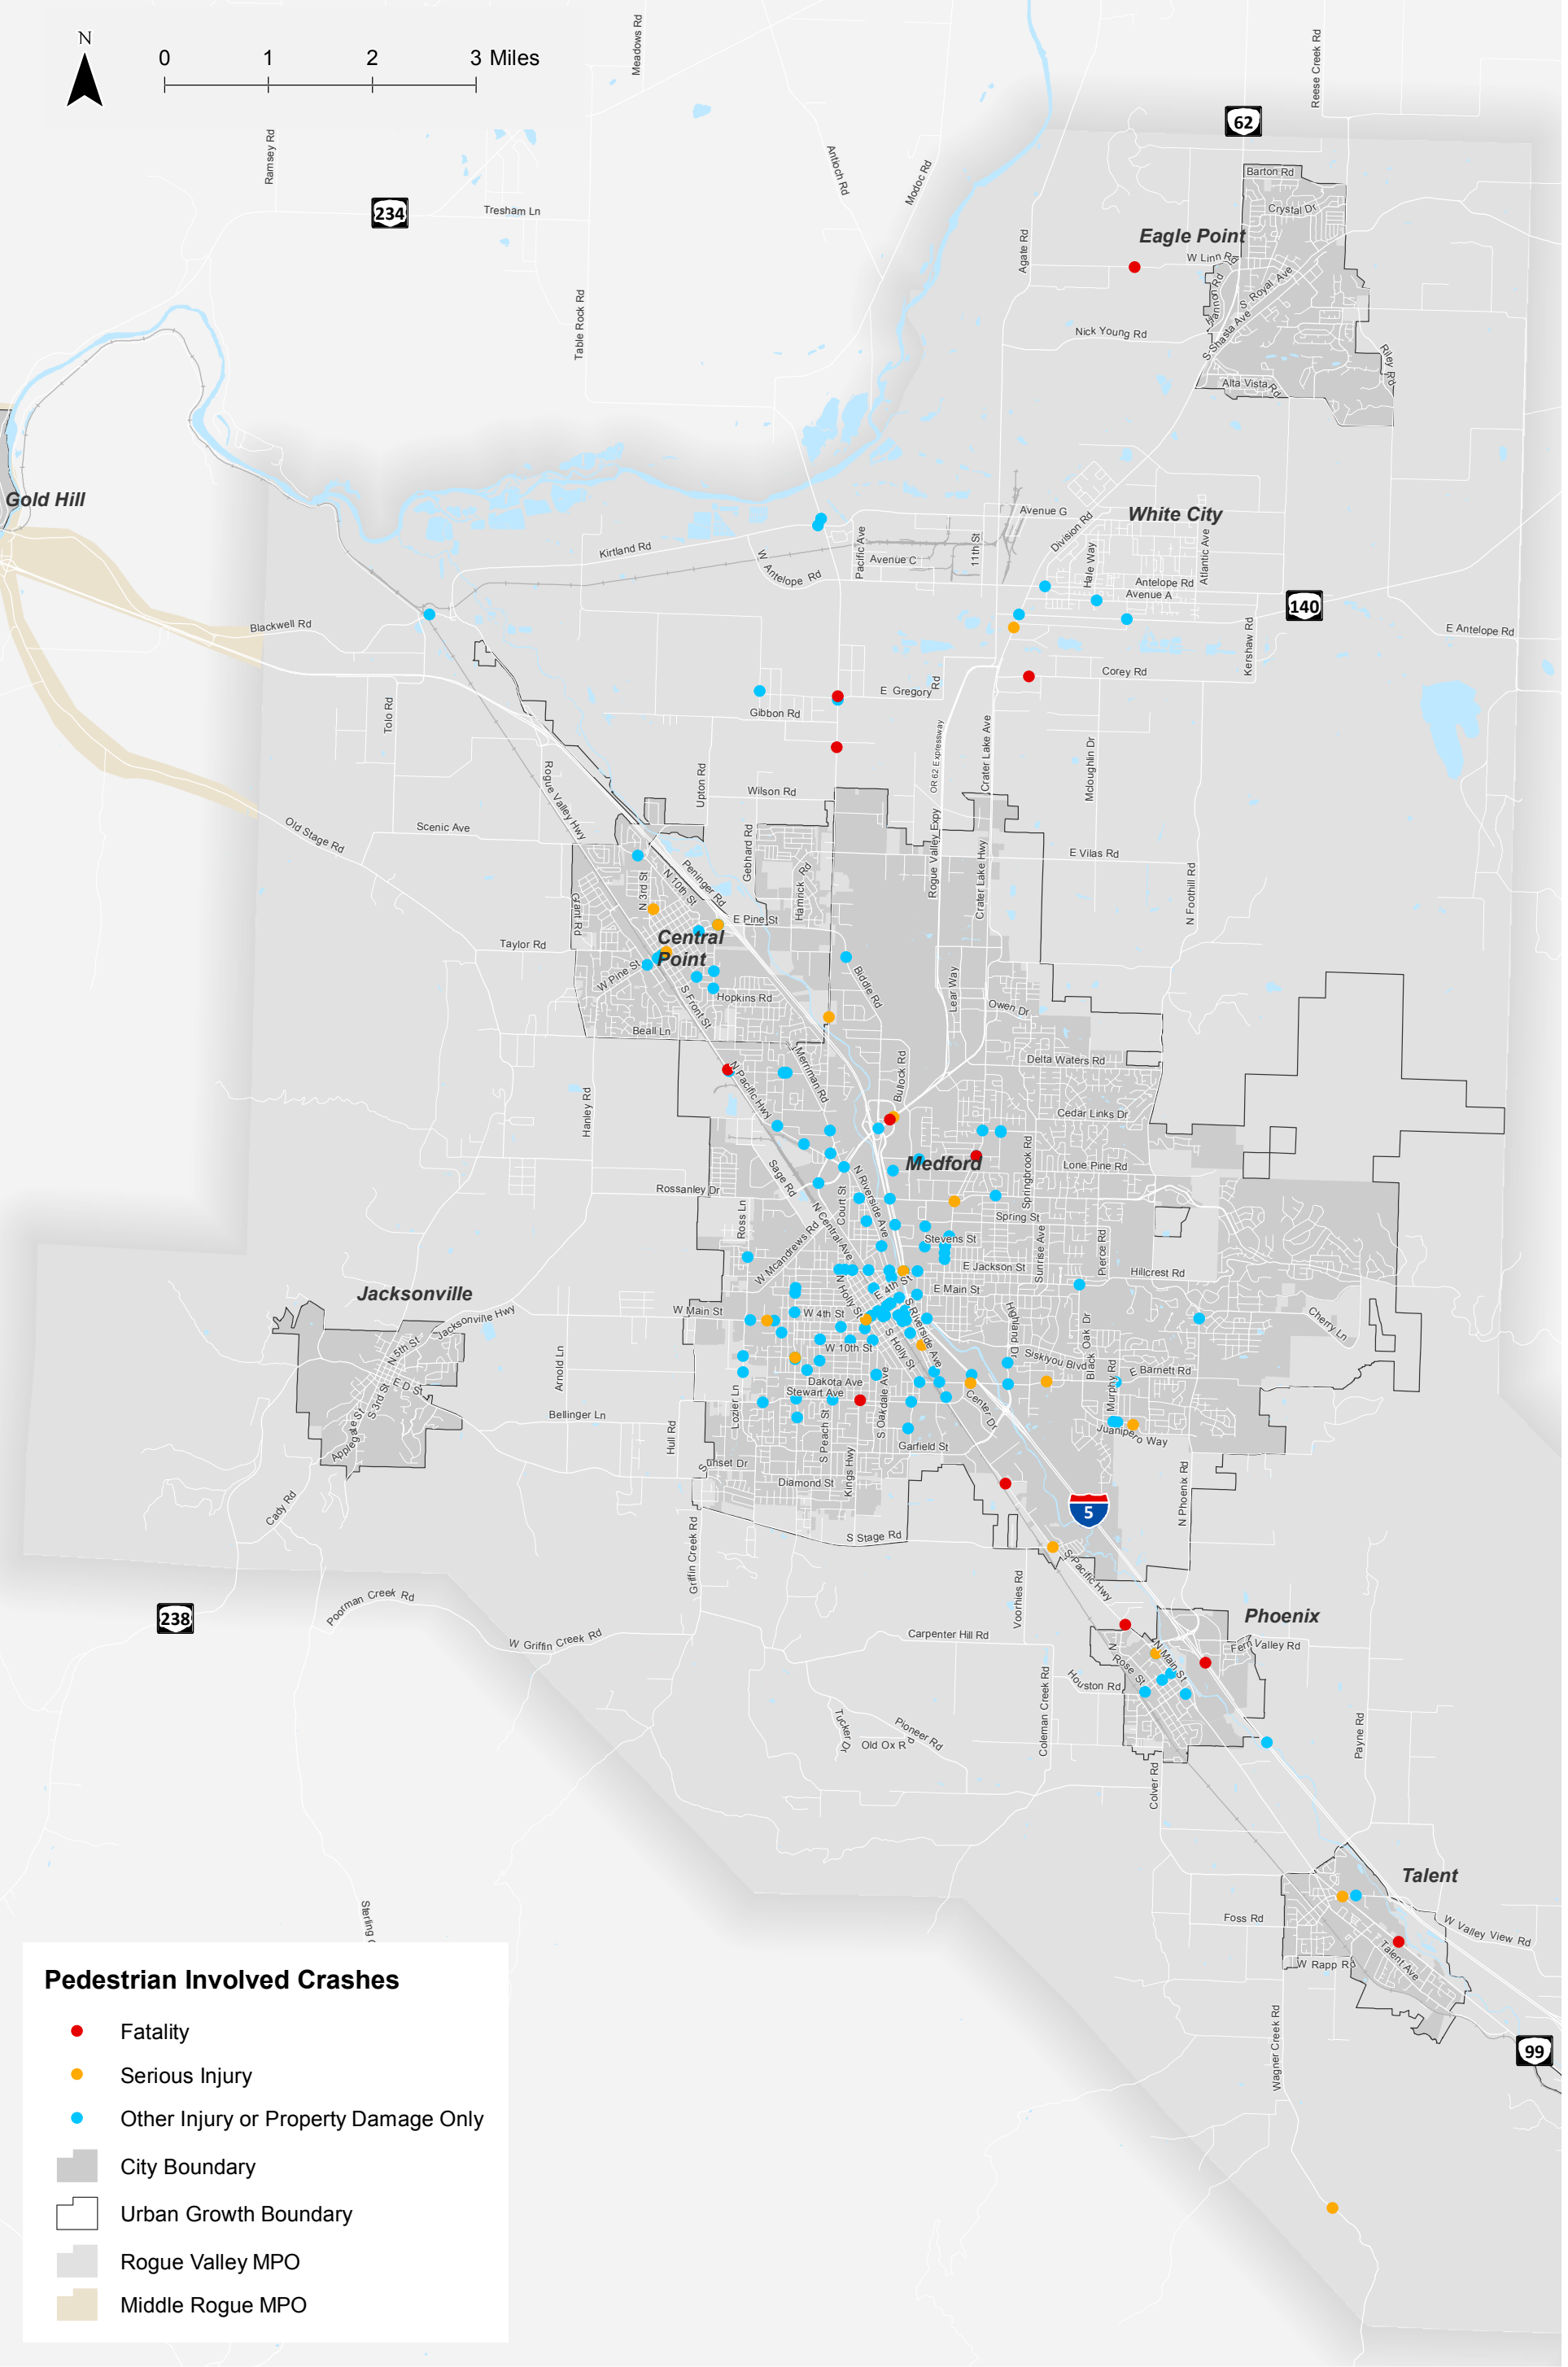 N
0 1 2 3 Miles
Meadows Rd
Reese Creek Rd
62
Ramsey Rd
Antioch Rd
Modoc Rd
Barton Rd
234
Tresham Ln
Crystal Dr
Eagle Point
Agate Rd
W Linn Rd
Hannon Rd
S Royal Ave
S Shasta Ave
Table Rock Rd
Nick Young Rd
Riley Rd
Alta Vista Rd
Gold Hill
Avenue G
White City
Division Rd
Kirtland Rd
W Antelope Rd
Pacific Ave
Avenue C
11th St
Hale Way
Atlantic Ave
Antelope Rd
Avenue A
140
Blackwell Rd
E Antelope Rd
Kershaw Rd
Corey Rd
E Gregory Rd
Gibbon Rd
Tolo Rd
OR 62 Expressway
Crater Lake Ave
Mcloughlin Dr
Rogue Valley Hwy
Upton Rd
Wilson Rd
Old Stage Rd
Scenic Ave
Gebhard Rd
Rogue Valley Expy
Crater Lake Hwy
E Vilas Rd
Peninger Rd
N 10th St
N 3rd St
Hamrick Rd
N Foothill Rd
Grant Rd
E Pine St
Central
Point
Taylor Rd
W Pine St
Biddle Rd
Lear Way
S Front St
Hopkins Rd
Owen Dr
Beall Ln
Merriman Rd
Bullock Rd
Delta Waters Rd
N Pacific Hwy
Hanley Rd
Cedar Links Dr
Medford
Springbrook Rd
Lone Pine Rd
Sage Rd
N Riverside Ave
Rossanley Dr
Court St
Ross Ln
N Central Ave
Spring St
W Mcandrews Rd
Stevens St
Sunrise Ave
Pierce Rd
E Jackson St
Hillcrest Rd
Jacksonville
N Holly St
E 4th St
E Main St
W Main St
W 4th St
S Riverside Ave
Highland Dr
Cherry Ln
Jacksonville Hwy
N 5th St
W 10th St
S Holly St
Siskiyou Blvd
Black Oak Dr
E Barnett Rd
Arnold Ln
E D St
S 3rd St
Dakota Ave
Stewart Ave
Murphy Rd
Lozier Ln
S Oakdale Ave
Center Dr
Applegate St
Bellinger Ln
S Peach St
Juanipero Way
Hull Rd
Garfield St
Sunset Dr
Kings Hwy
Diamond St
N Phoenix Rd
Cady Rd
5
S Stage Rd
Griffin Creek Rd
S Pacific Hwy
Voorhies Rd
238
Poorman Creek Rd
Phoenix
W Griffin Creek Rd
Carpenter Hill Rd
Fern Valley Rd
N Rose St
N Main St
Houston Rd
Coleman Creek Rd
Tucker Dr
Pioneer Rd
Old Ox Rd
Payne Rd
Colver Rd
Talent
Foss Rd
W Valley View Rd
Talent Ave
W Rapp Rd
Sterling C
Wagner Creek Rd
99
Pedestrian Involved Crashes
Fatality
Serious Injury
Other Injury or Property Damage Only
City Boundary
Urban Growth Boundary
Rogue Valley MPO
Middle Rogue MPO